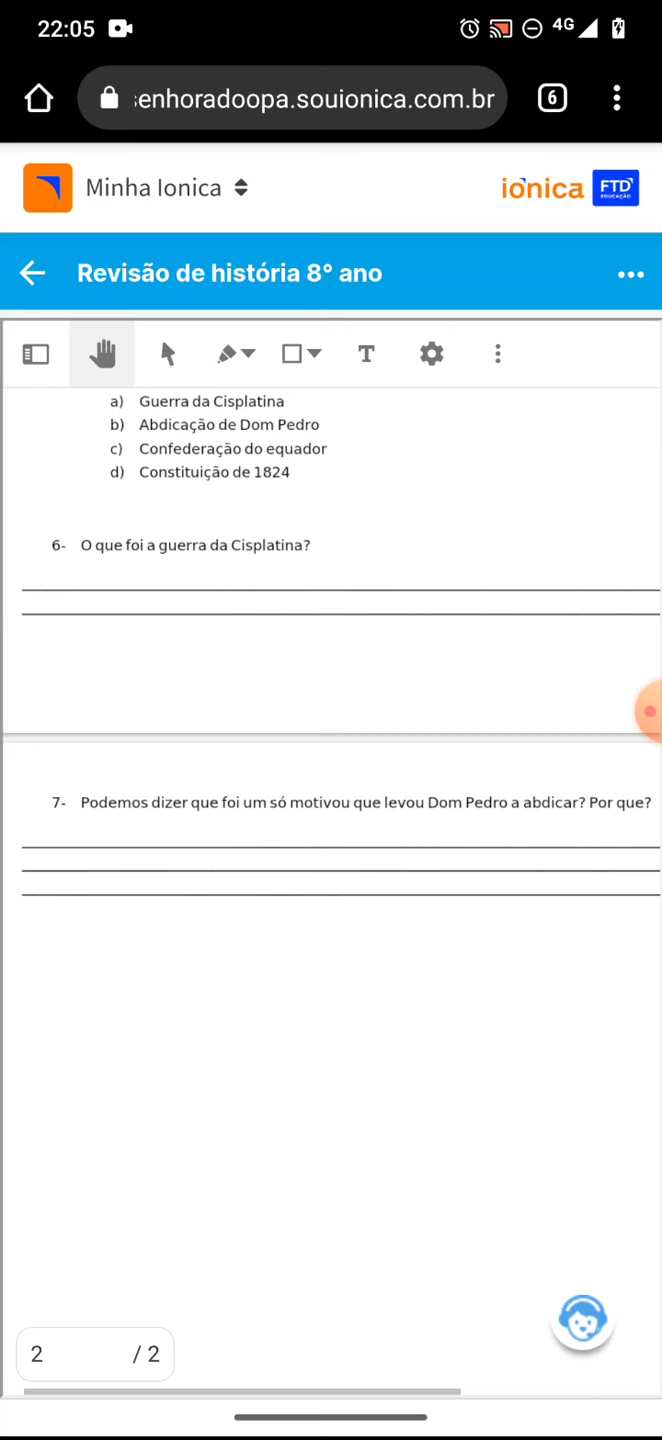 22:05
4G
:enhoradoopa.souionica.com.br
6
Minha Ionica
ionica
FTD
EDUCAÇÃO
Revisão de história 8° ano
T
a) Guerra da Cisplatina
b) Abdicação de Dom Pedro
c) Confederação do equador
d) Constituição de 1824
6- O que foi a guerra da Cisplatina?
7- Podemos dizer que foi um só motivou que levou Dom Pedro a abdicar? Por que?
2 / 2